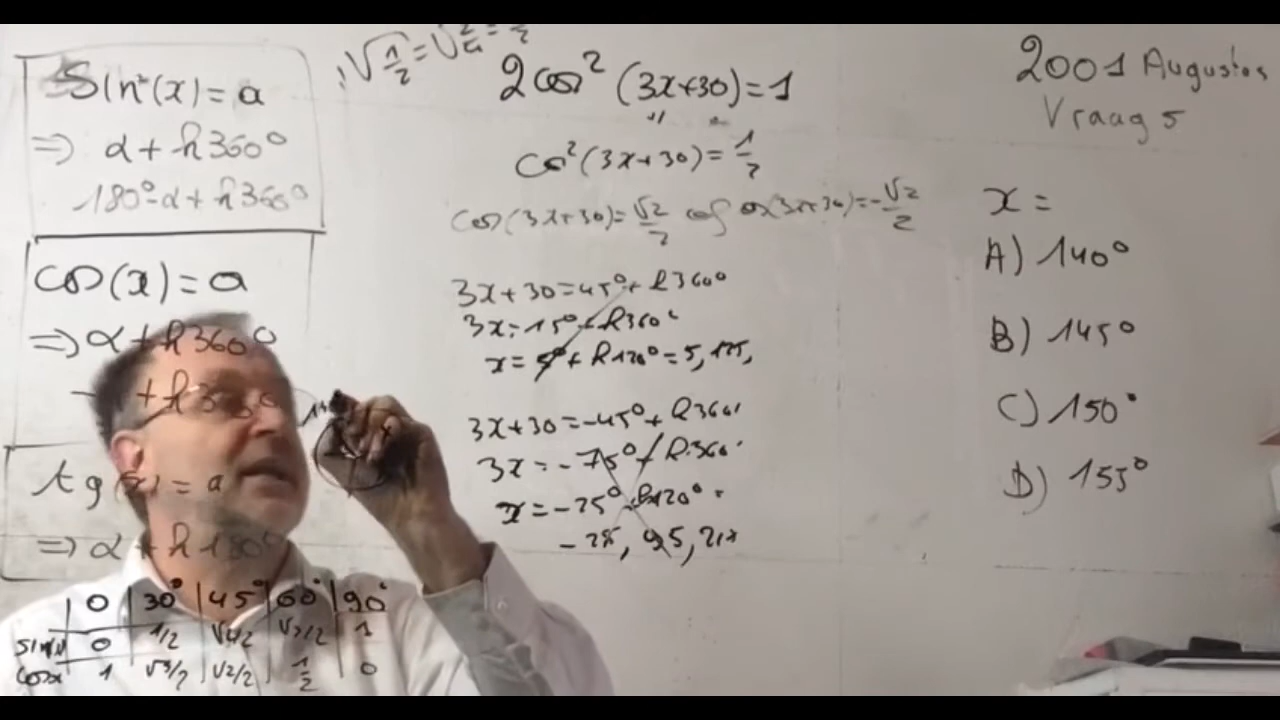 Sin²(x) = a
=> α + k360°
180° - α + k360°
cos(x) = a
=> α + k360°
+ k360°
tg(x) = a
=> α + k180°
| 0 | 30° | 45° | 60° | 90°
sin x 0 1/2 √2/2 √3/2 1
cos x 1 √3/2 √2/2 1/2 0
√1/2 = √2/4 =
2cos² (3x+30) = 1
cos² (3x+30) = 1/2
cos(3x+30) = √2/2 of cos(3x+30) = -√2/2
3x+30 = 45° + k360°
3x = 15° + k360°
x = 5° + k120° = 5, 125,
3x+30 = -45° + k360°
3x = -75° + k360°
x = -25° + k120° =
-25, 95, 215
2001 Augustus
Vraag 5
x =
A) 140°
B) 145°
C) 150°
D) 155°